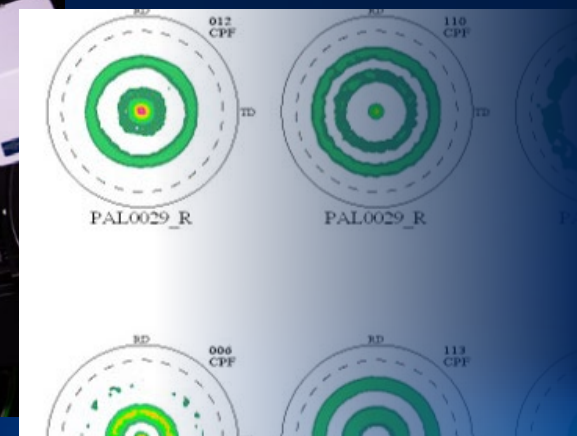 RD
012
CPF
TD
PAL0029_R
RD
110
CPF
TD
PAL0029_R
P
RD
006
CPF
RD
113
CPF